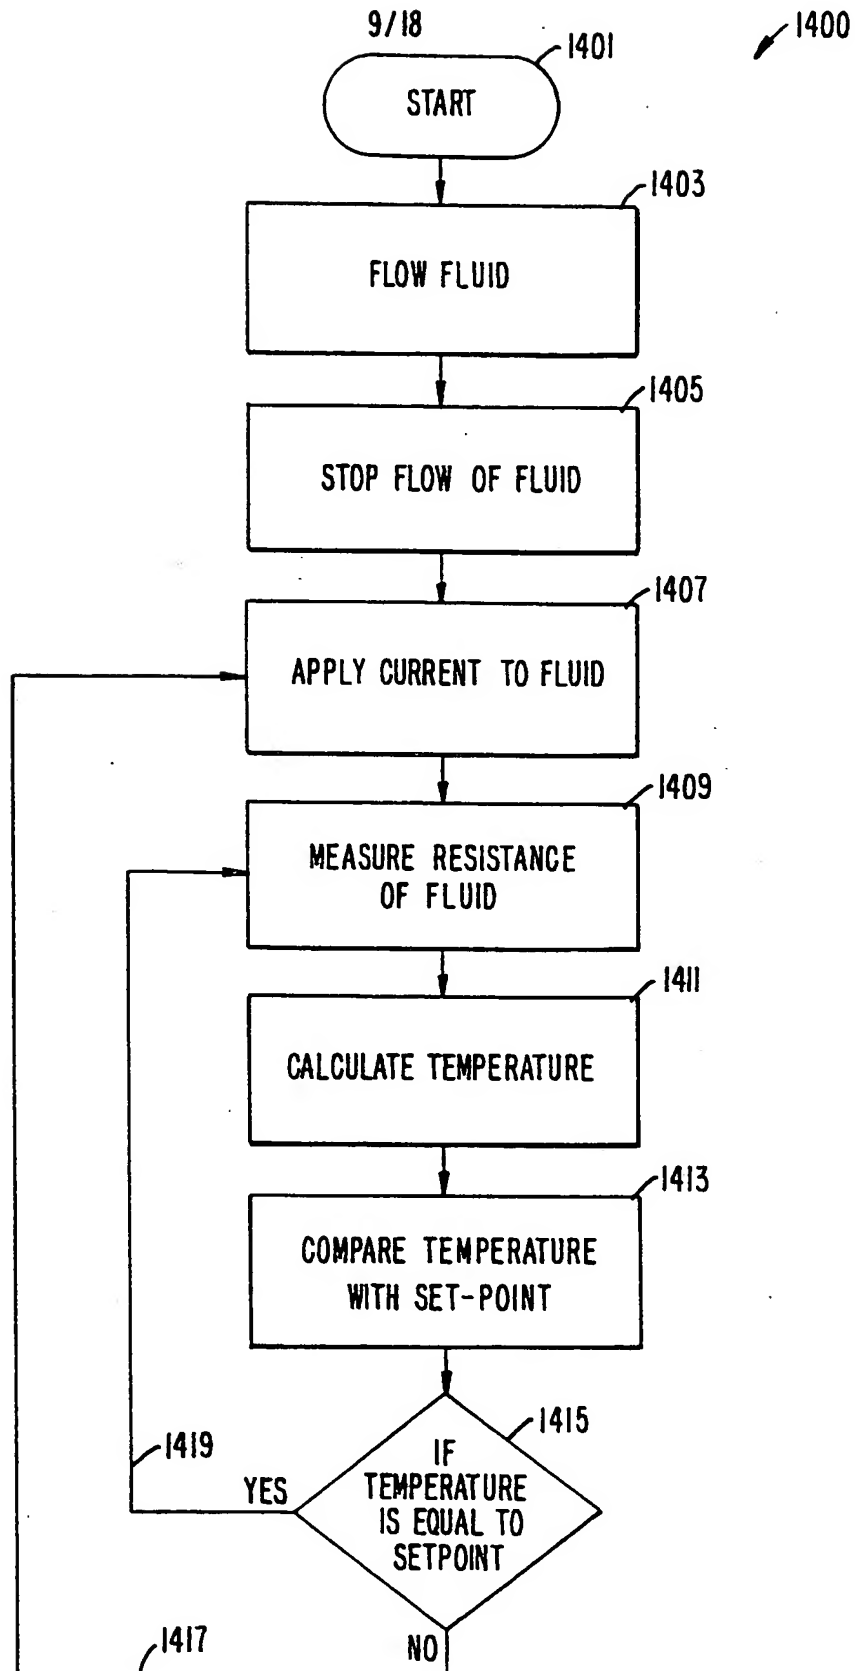 9/18
1400
1401
START
1403
FLOW FLUID
1405
STOP FLOW OF FLUID
1407
APPLY CURRENT TO FLUID
1409
MEASURE RESISTANCE
OF FLUID
1411
CALCULATE TEMPERATURE
1413
COMPARE TEMPERATURE
WITH SET-POINT
1415
IF
TEMPERATURE
IS EQUAL TO
SETPOINT
1419
YES
1417
NO